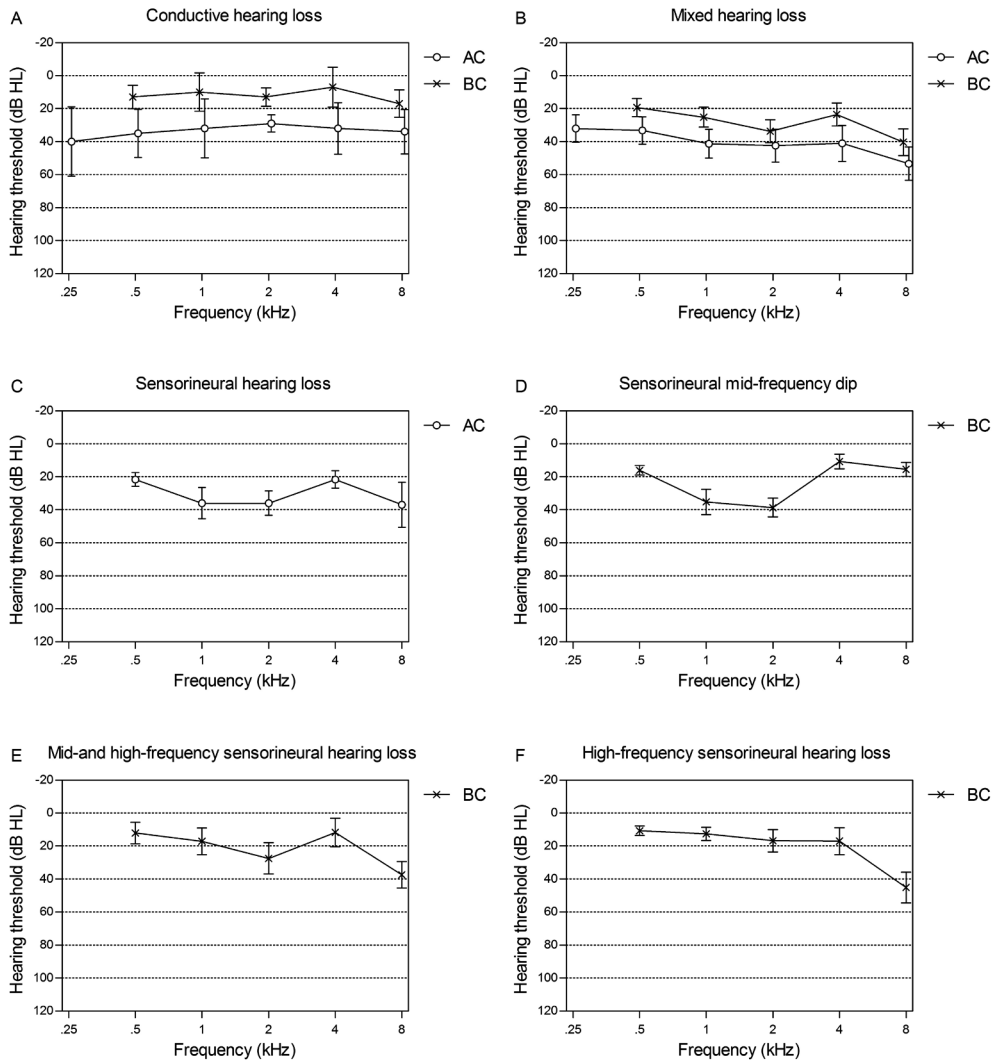 A
Conductive hearing loss
AC
BC
Hearing threshold (dB HL)
-20
0
20
40
60
80
100
120
.25
.5
1
2
4
8
Frequency (kHz)
B
Mixed hearing loss
AC
BC
Hearing threshold (dB HL)
-20
0
20
40
60
80
100
120
.25
.5
1
2
4
8
Frequency (kHz)
C
Sensorineural hearing loss
AC
Hearing threshold (dB HL)
-20
0
20
40
60
80
100
120
.25
.5
1
2
4
8
Frequency (kHz)
D
Sensorineural mid-frequency dip
BC
Hearing threshold (dB HL)
-20
0
20
40
60
80
100
120
.25
.5
1
2
4
8
Frequency (kHz)
E
Mid-and high-frequency sensorineural hearing loss
BC
Hearing threshold (dB HL)
-20
0
20
40
60
80
100
120
.25
.5
1
2
4
8
Frequency (kHz)
F
High-frequency sensorineural hearing loss
BC
Hearing threshold (dB HL)
-20
0
20
40
60
80
100
120
.25
.5
1
2
4
8
Frequency (kHz)